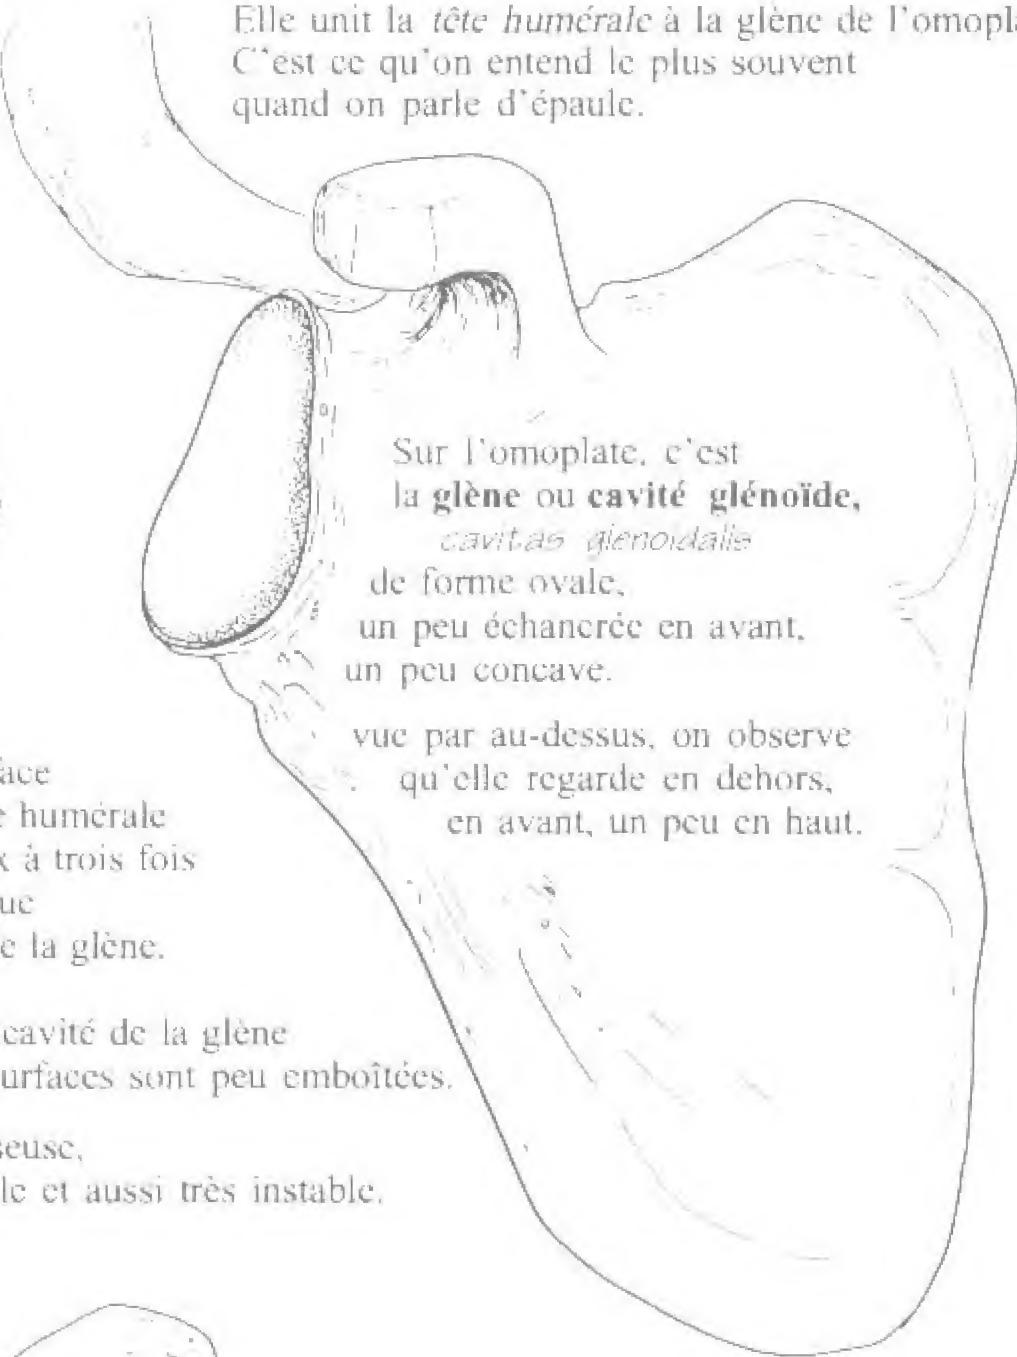 Elle unit la tête humérale à la glène de l'omopla
C'est ce qu'on entend le plus souvent
quand on parle d'épaule.
Sur l'omoplate, c'est
la glène ou cavité glénoïde,
cavitas glenoidalis
de forme ovale,
un peu échancrée en avant,
un peu concave.
vue par au-dessus, on observe
qu'elle regarde en dehors,
en avant, un peu en haut.
ace
e humérale
x à trois fois
ue
e la glène.
cavité de la glène
urfaces sont peu emboîtées.
seuse,
le et aussi très instable.